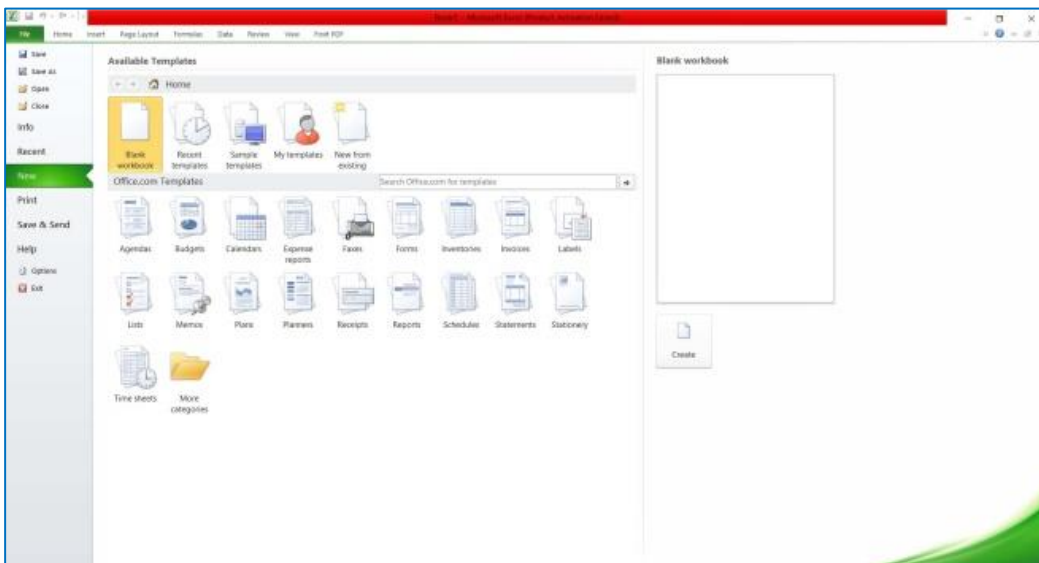 Book1 - Microsoft Excel (Product Activation Failed)
File Home Insert Page Layout Formulas Data Review View Foxit PDF
Save
Save As
Open
Close
Info
Recent
New
Print
Save & Send
Help
Options
Exit
Available Templates
Home
Blank workbook
Recent templates
Sample templates
My templates
New from existing
Office.com Templates
Search Office.com for templates
Agendas
Budgets
Calendars
Expense reports
Faxes
Forms
Inventories
Invoices
Labels
Lists
Memos
Plans
Planners
Receipts
Reports
Schedules
Statements
Stationery
Time sheets
More categories
Blank workbook
Create